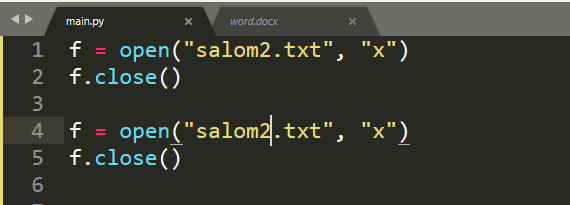 main.py × word.docx ×
1 f = open("salom2.txt", "x")
2 f.close()
3
4 f = open("salom2.txt", "x")
5 f.close()
6